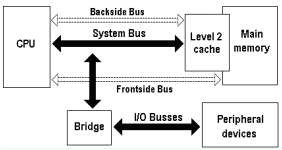 Backside Bus
CPU
System Bus
Level 2
cache
Main
memory
Frontside Bus
Bridge
I/O Busses
Peripheral
devices